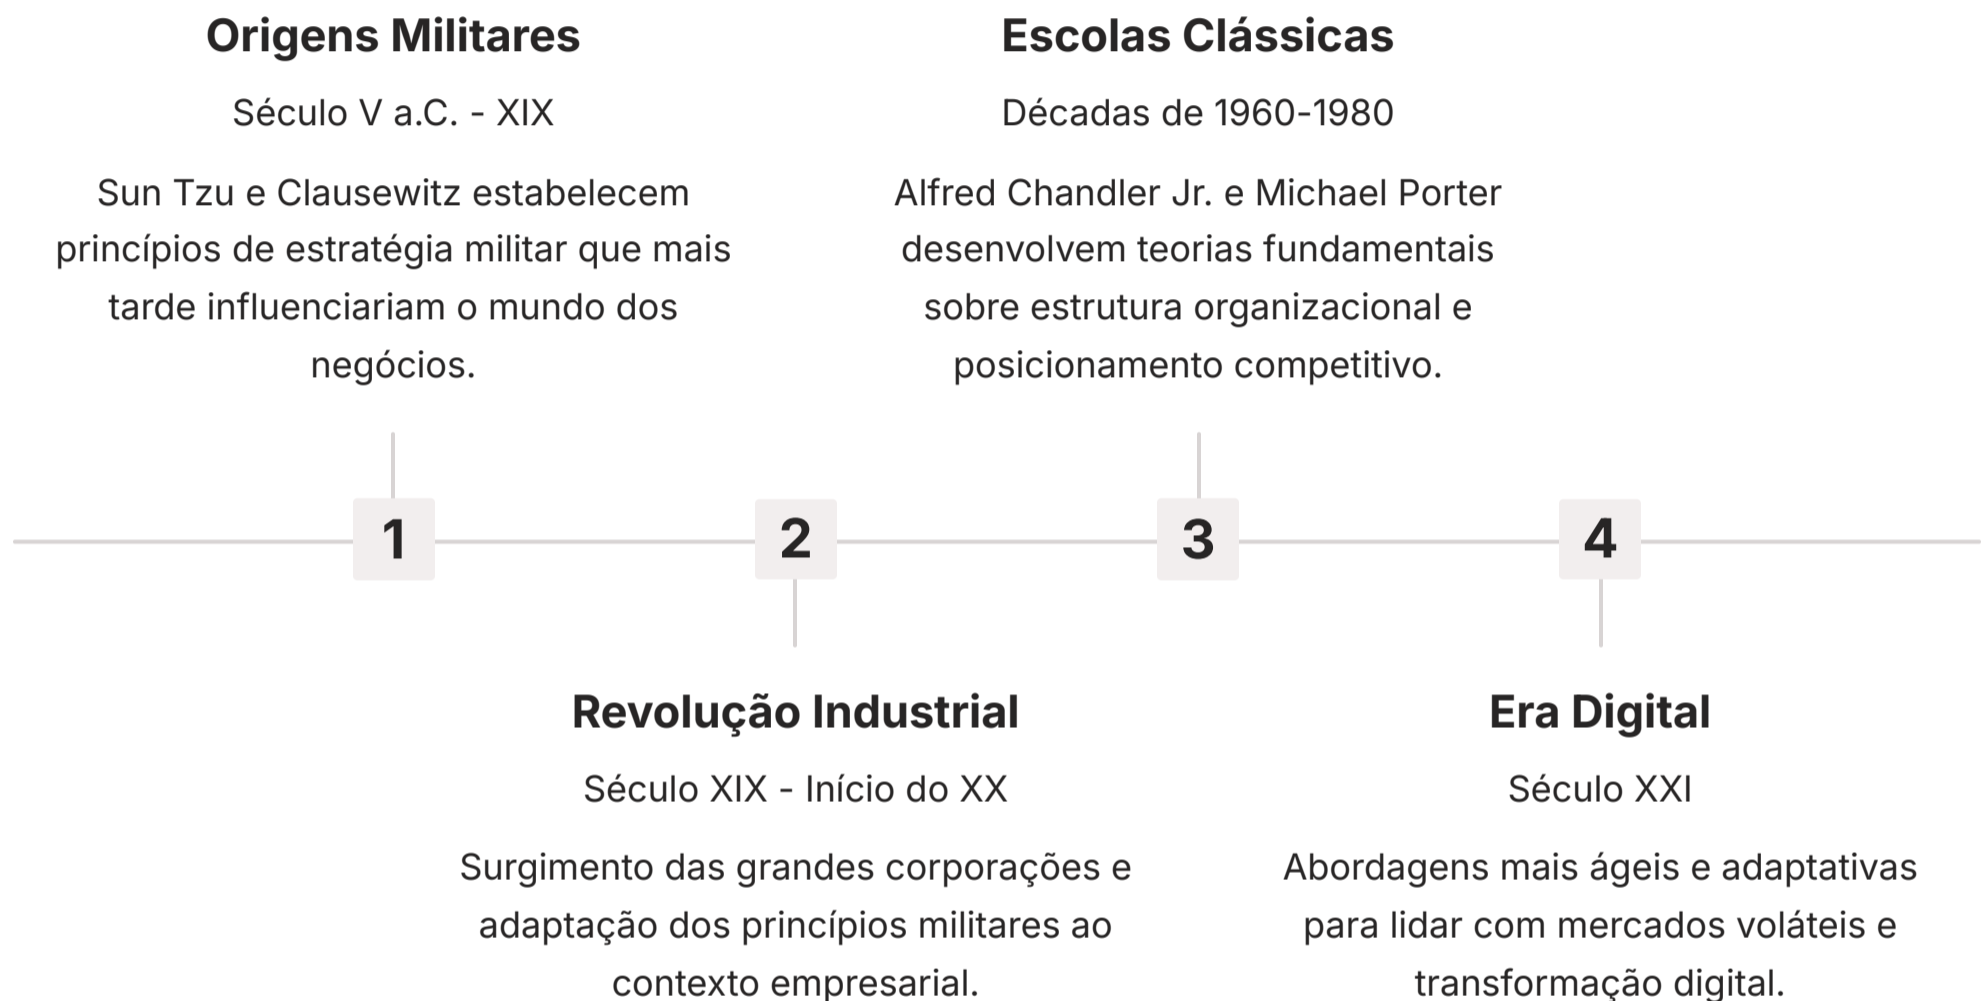 Origens Militares
Século V a.C. - XIX
Sun Tzu e Clausewitz estabelecem
princípios de estratégia militar que mais
tarde influenciariam o mundo dos
negócios.
Escolas Clássicas
Décadas de 1960-1980
Alfred Chandler Jr. e Michael Porter
desenvolvem teorias fundamentais
sobre estrutura organizacional e
posicionamento competitivo.
1
2
3
4
Revolução Industrial
Século XIX - Início do XX
Surgimento das grandes corporações e
adaptação dos princípios militares ao
contexto empresarial.
Era Digital
Século XXI
Abordagens mais ágeis e adaptativas
para lidar com mercados voláteis e
transformação digital.